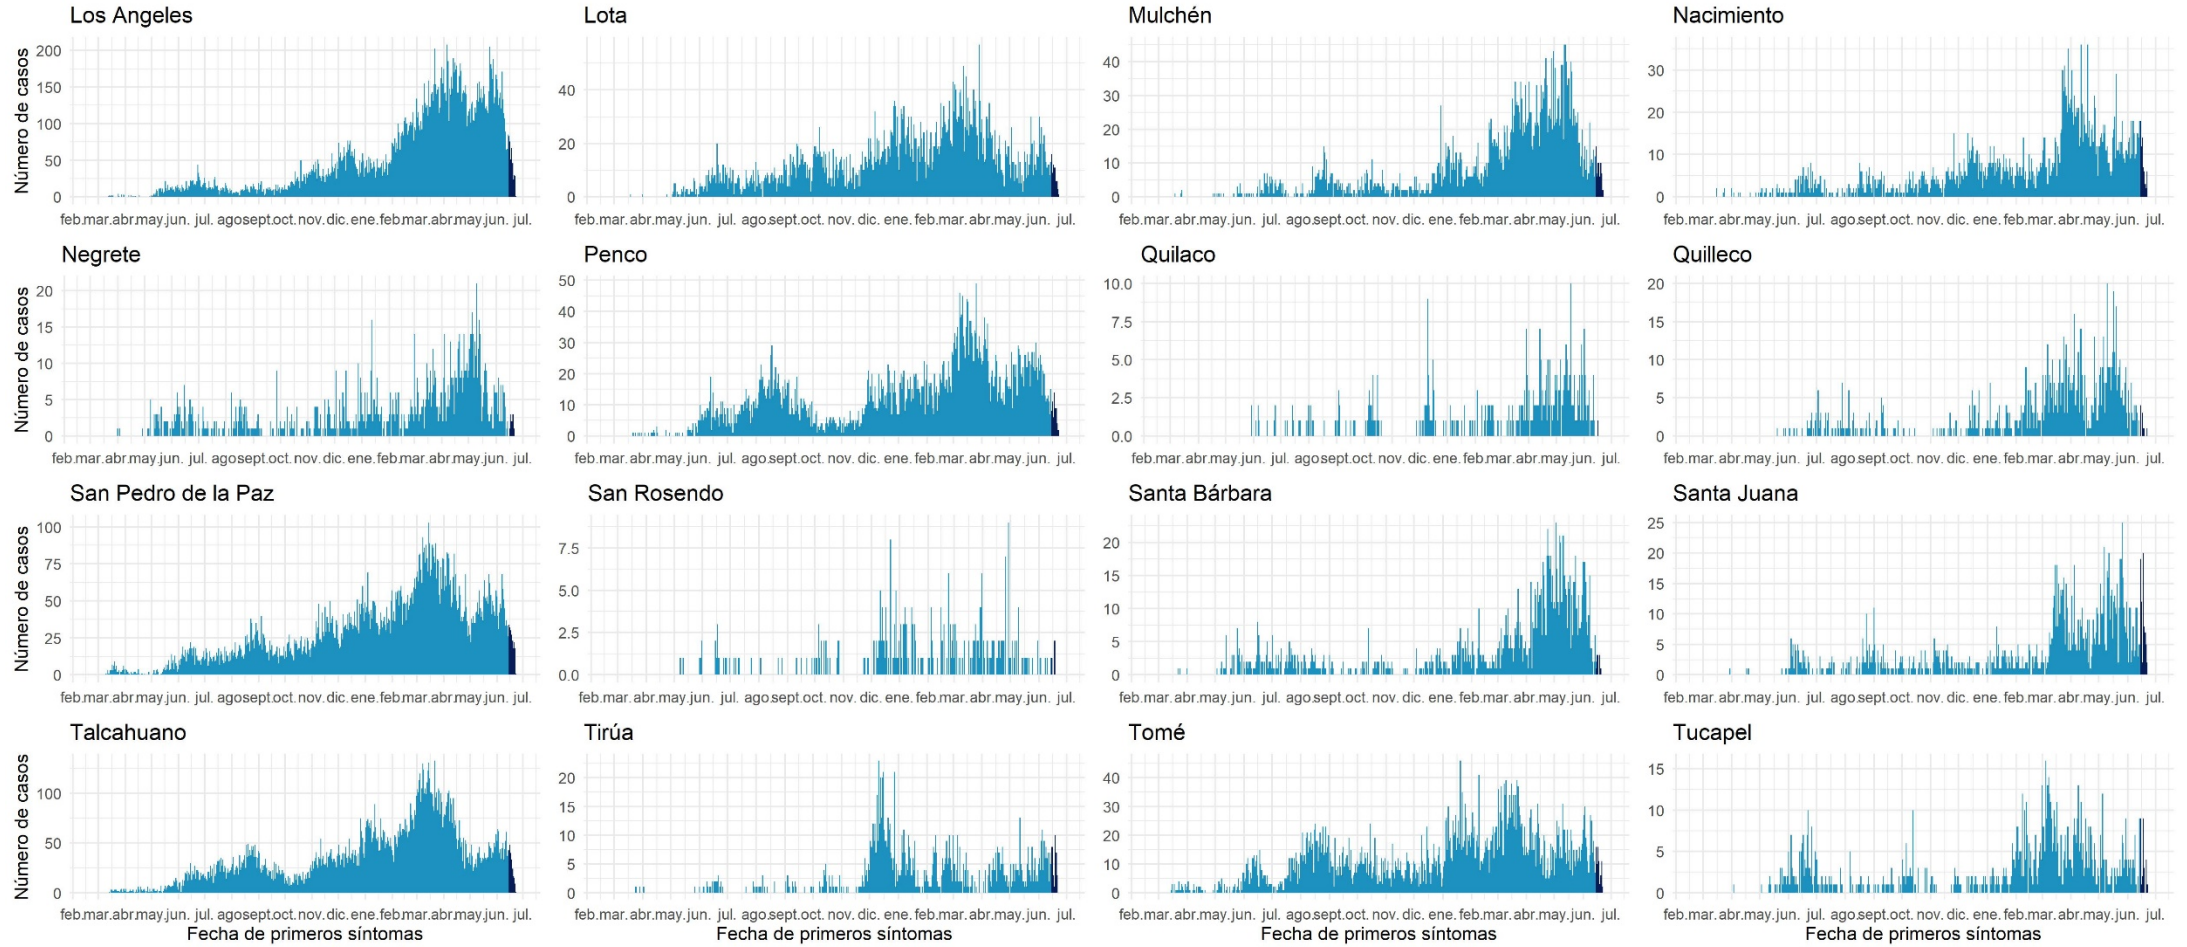 Los Angeles
Lota
Mulchén
Nacimiento
Número de casos
200
150
100
50
0
40
20
0
40
30
20
10
0
30
20
10
0
feb.mar.abr.may.jun. jul. ago.sept.oct. nov. dic. ene. feb.mar.abr.may.jun. jul.
feb.mar.abr.may.jun. jul. ago.sept.oct. nov. dic. ene. feb.mar.abr.may.jun. jul.
feb.mar.abr.may.jun. jul. ago.sept.oct. nov. dic. ene. feb.mar.abr.may.jun. jul.
feb.mar.abr.may.jun. jul. ago.sept.oct. nov. dic. ene. feb.mar.abr.may.jun. jul.
Negrete
Penco
Quilaco
Quilleco
Número de casos
20
15
10
5
0
50
40
30
20
10
0
10.0
7.5
5.0
2.5
0.0
20
15
10
5
0
feb.mar.abr.may.jun. jul. ago.sept.oct. nov. dic. ene. feb.mar.abr.may.jun. jul.
feb.mar.abr.may.jun. jul. ago.sept.oct. nov. dic. ene. feb.mar.abr.may.jun. jul.
feb.mar.abr.may.jun. jul. ago.sept.oct. nov. dic. ene. feb.mar.abr.may.jun. jul.
feb.mar.abr.may.jun. jul. ago.sept.oct. nov. dic. ene. feb.mar.abr.may.jun. jul.
San Pedro de la Paz
San Rosendo
Santa Bárbara
Santa Juana
Número de casos
100
75
50
25
0
7.5
5.0
2.5
0.0
20
15
10
5
0
25
20
15
10
5
0
feb.mar.abr.may.jun. jul. ago.sept.oct. nov. dic. ene. feb.mar.abr.may.jun. jul.
feb.mar.abr.may.jun. jul. ago.sept.oct. nov. dic. ene. feb.mar.abr.may.jun. jul.
feb.mar.abr.may.jun. jul. ago.sept.oct. nov. dic. ene. feb.mar.abr.may.jun. jul.
feb.mar.abr.may.jun. jul. ago.sept.oct. nov. dic. ene. feb.mar.abr.may.jun. jul.
Talcahuano
Tirúa
Tomé
Tucapel
Número de casos
100
50
0
20
15
10
5
0
40
30
20
10
0
15
10
5
0
feb.mar.abr.may.jun. jul. ago.sept.oct. nov. dic. ene. feb.mar.abr.may.jun. jul.
feb.mar.abr.may.jun. jul. ago.sept.oct. nov. dic. ene. feb.mar.abr.may.jun. jul.
feb.mar.abr.may.jun. jul. ago.sept.oct. nov. dic. ene. feb.mar.abr.may.jun. jul.
feb.mar.abr.may.jun. jul. ago.sept.oct. nov. dic. ene. feb.mar.abr.may.jun. jul.
Fecha de primeros síntomas
Fecha de primeros síntomas
Fecha de primeros síntomas
Fecha de primeros síntomas